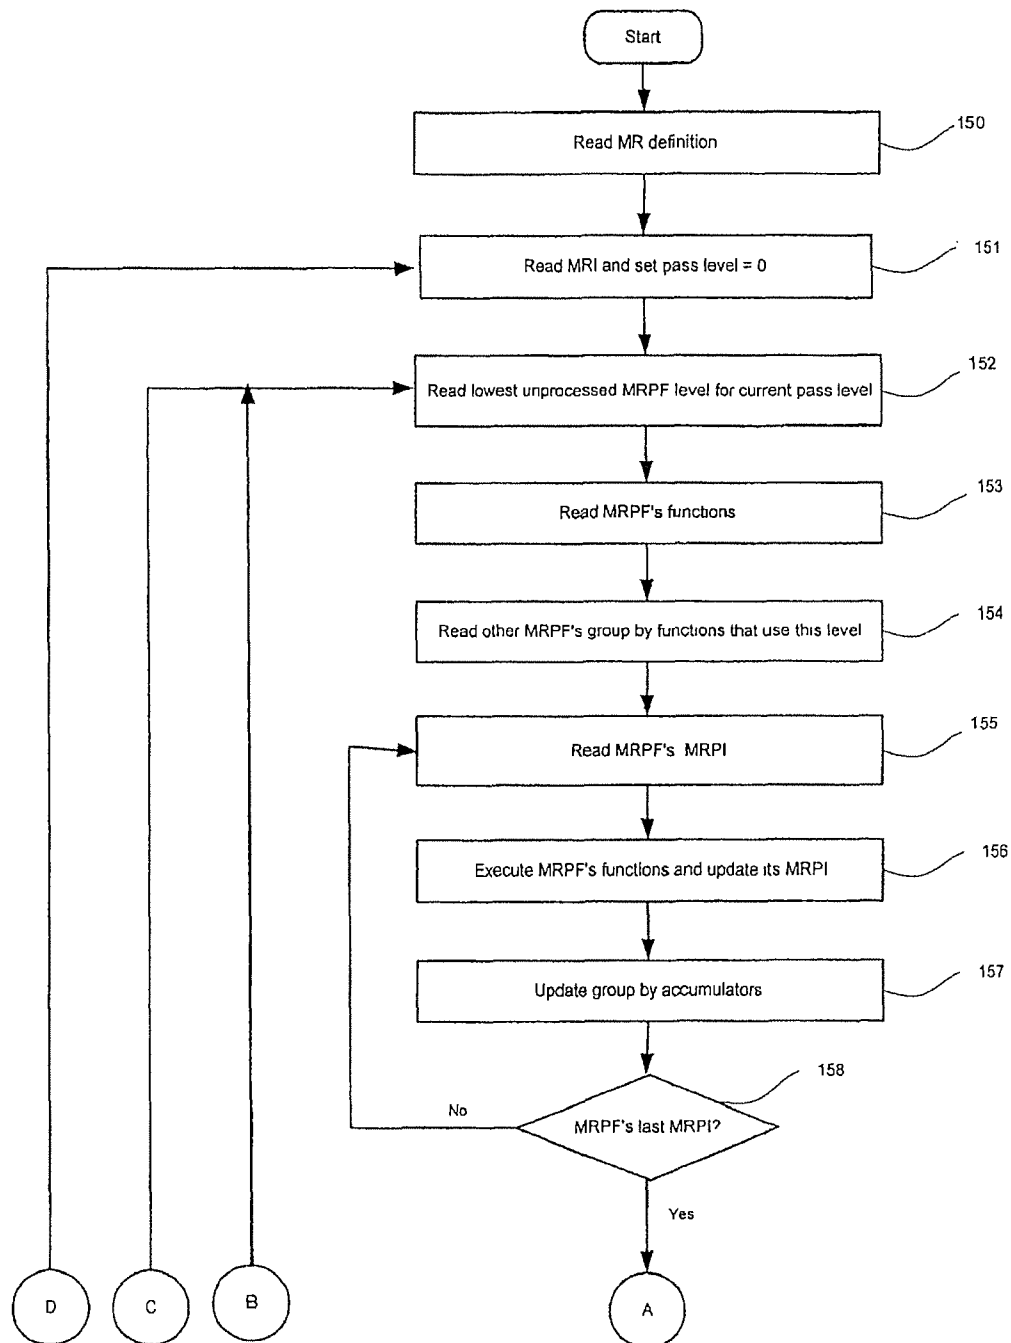 Start
Read MR definition
150
Read MRI and set pass level = 0
151
Read lowest unprocessed MRPF level for current pass level
152
Read MRPF's functions
153
Read other MRPF's group by functions that use this level
154
Read MRPF's MRPI
155
Execute MRPF's functions and update its MRPI
156
Update group by accumulators
157
MRPF's last MRPI?
158
No
Yes
D
C
B
A